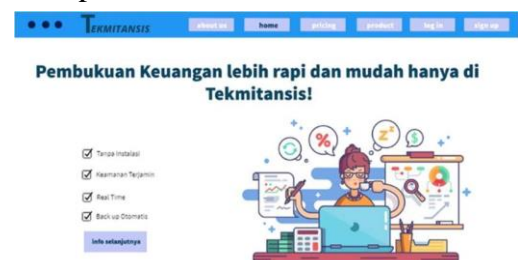 TEKMITANSIS
about us home pricing product log in sign up
Pembukuan Keuangan lebih rapi dan mudah hanya di
Tekmitansis!
Tanpa Instalasi
Keamanan Terjamin
Real Time
Back up Otomatis
info selanjutnya
%
zzz
$